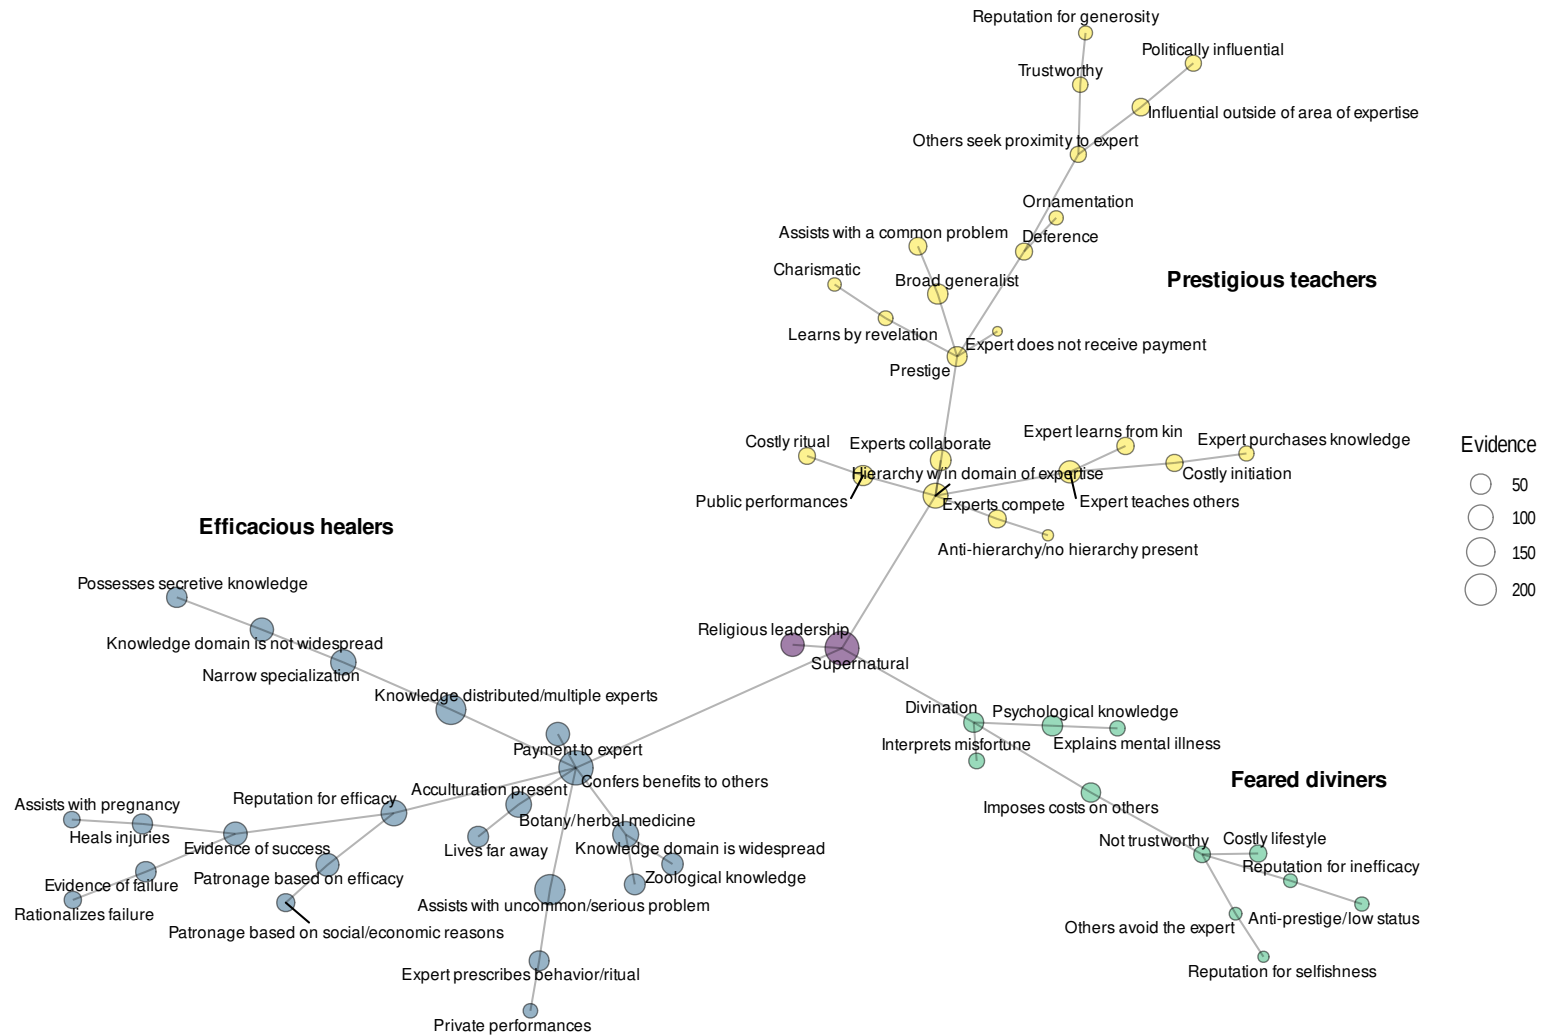 Reputation for generosity
Politically influential
Trustworthy
Influential outside of area of expertise
Others seek proximity to expert
Ornamentation
Assists with a common problem
Deference
Charismatic
Broad generalist
Prestigious teachers
Learns by revelation
Expert does not receive payment
Prestige
Costly ritual
Experts collaborate
Expert learns from kin
Expert purchases knowledge
Hierarchy w/in domain of expertise
Costly initiation
Public performances
Experts compete
Expert teaches others
Anti-hierarchy/no hierarchy present
Evidence
50
100
150
200
Efficacious healers
Possesses secretive knowledge
Knowledge domain is not widespread
Narrow specialization
Religious leadership
Supernatural
Knowledge distributed/multiple experts
Payment to expert
Confers benefits to others
Acculturation present
Reputation for efficacy
Assists with pregnancy
Heals injuries
Evidence of success
Botany/herbal medicine
Lives far away
Knowledge domain is widespread
Evidence of failure
Patronage based on efficacy
Zoological knowledge
Rationalizes failure
Assists with uncommon/serious problem
Patronage based on social/economic reasons
Expert prescribes behavior/ritual
Private performances
Divination
Psychological knowledge
Interprets misfortune
Explains mental illness
Feared diviners
Imposes costs on others
Not trustworthy
Costly lifestyle
Reputation for inefficacy
Others avoid the expert
Anti-prestige/low status
Reputation for selfishness